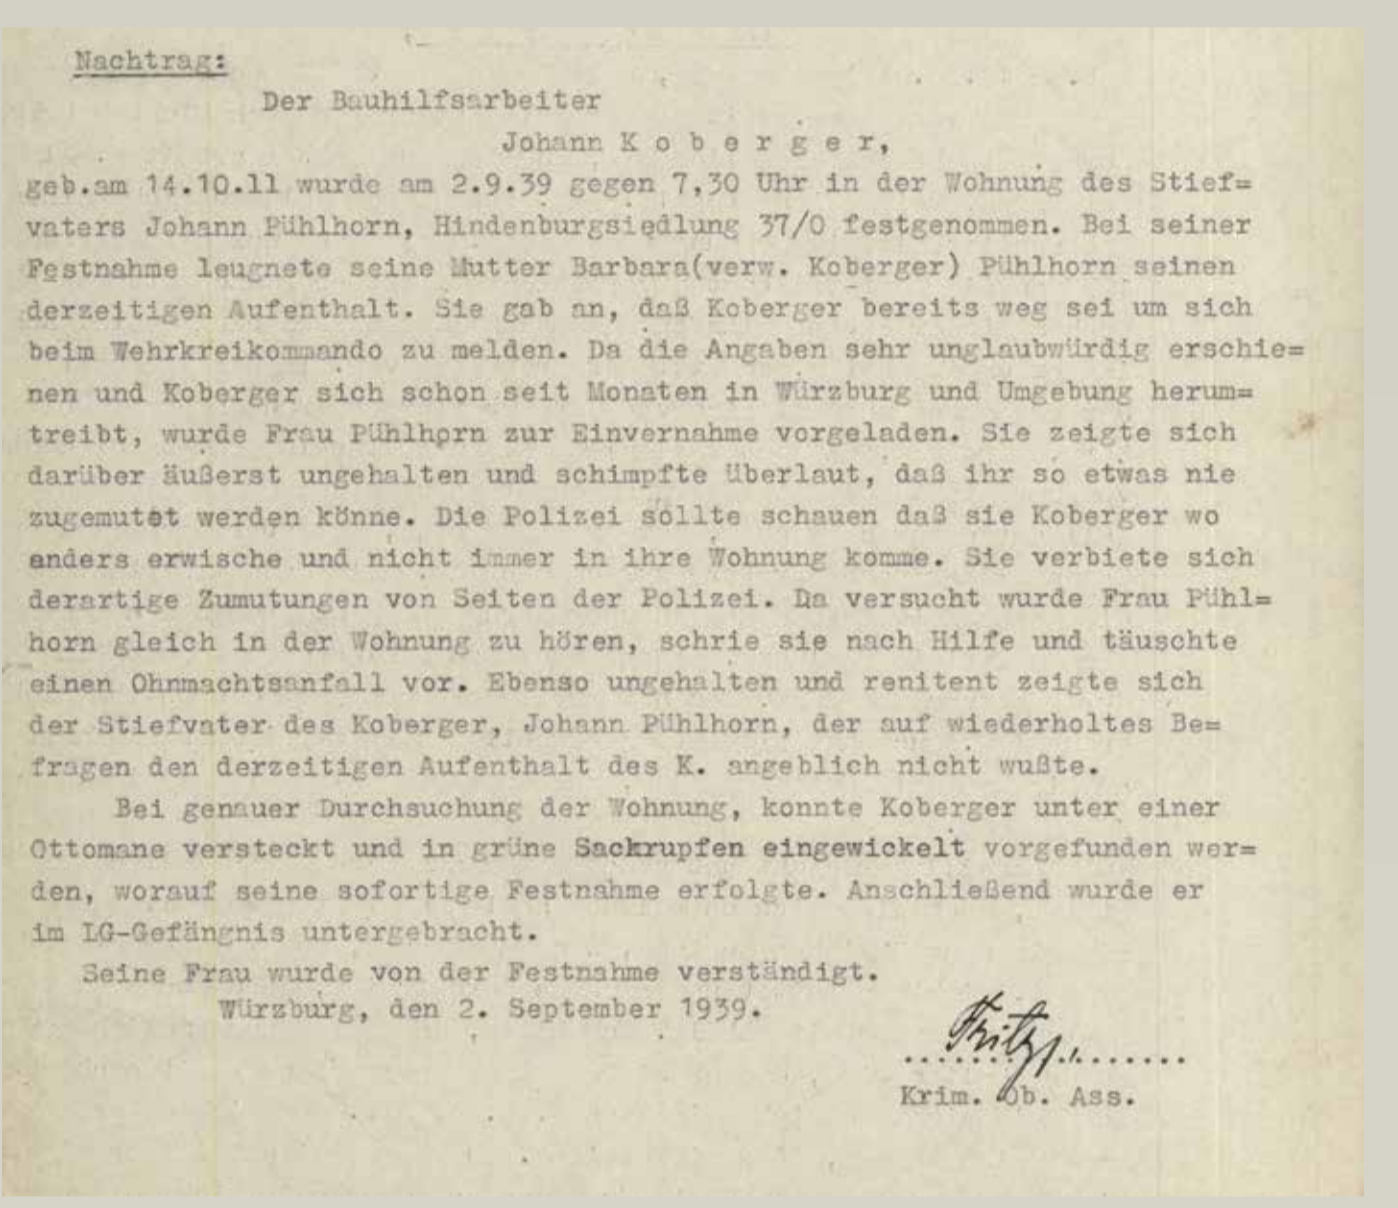 Nachtrag:
Der Bauhilfsarbeiter
Johann K o b e r g e r,
geb.am 14.10.11 wurde am 2.9.39 gegen 7,30 Uhr in der Wohnung des Stief=
vaters Johann Pühlhorn, Hindenburgsiedlung 37/0 festgenommen. Bei seiner
Festnahme leugnete seine Mutter Barbara(verw. Koberger) Pühlhorn seinen
derzeitigen Aufenthalt. Sie gab an, daß Koberger bereits weg sei um sich
beim Wehrkreikommando zu melden. Da die Angaben sehr unglaubwürdig erschie=
nen und Koberger sich schon seit Monaten in Würzburg und Umgebung herum=
treibt, wurde Frau Pühlhorn zur Einvernahme vorgeladen. Sie zeigte sich
darüber äußerst ungehalten und schimpfte überlaut, daß ihr so etwas nie
zugemutet werden könne. Die Polizei sollte schauen daß sie Koberger wo
anders erwische und nicht immer in ihre Wohnung komme. Sie verbiete sich
derartige Zumutungen von Seiten der Polizei. Da versucht wurde Frau Pühl=
horn gleich in der Wohnung zu hören, schrie sie nach Hilfe und täuschte
einen Ohnmachtsanfall vor. Ebenso ungehalten und renitent zeigte sich
der Stiefvater des Koberger, Johann Pühlhorn, der auf wiederholtes Be=
fragen den derzeitigen Aufenthalt des K. angeblich nicht wußte.
Bei genauer Durchsuchung der Wohnung, konnte Koberger unter einer
Ottomane versteckt und in grüne Sackrupfen eingewickelt vorgefunden wer=
den, worauf seine sofortige Festnahme erfolgte. Anschließend wurde er
im LG-Gefängnis untergebracht.
Seine Frau wurde von der Festnahme verständigt.
Würzburg, den 2. September 1939.
Krim. Ob. Ass.